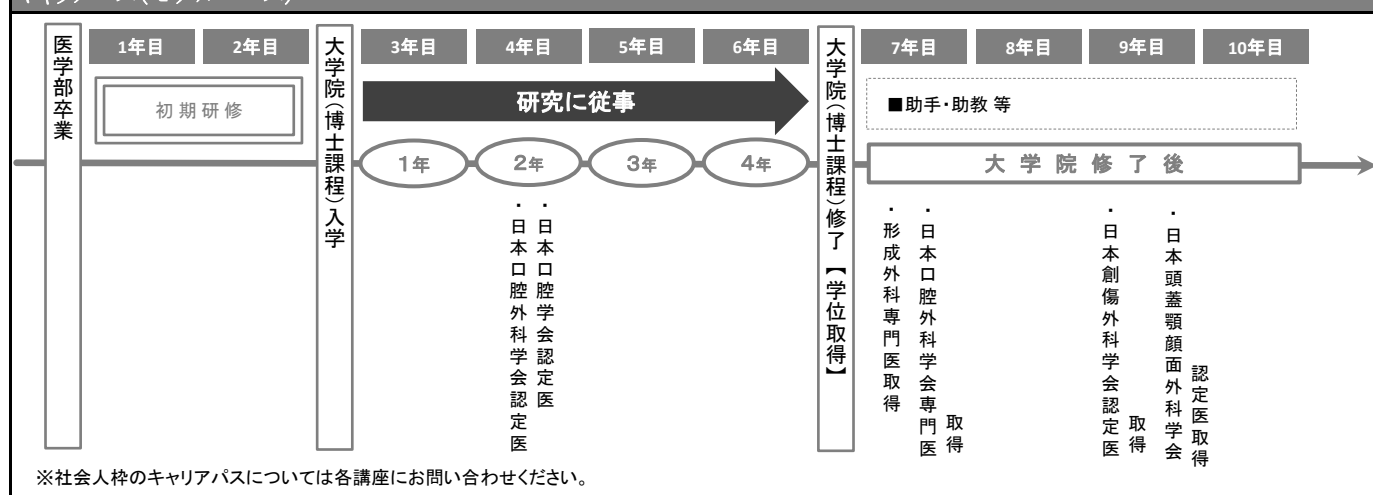 医学部卒業
1年目
2年目
初期研修
大学院(博士課程)入学
3年目
4年目
5年目
6年目
研究に従事
1年
2年
3年
4年
・日本口腔学会認定医
・日本口腔外科学会認定医
大学院(博士課程)修了【学位取得】
7年目
8年目
9年目
10年目
■助手・助教 等
大学院修了後
・形成外科専門医取得
・日本口腔外科学会専門医
取得
・日本創傷外科学会認定医
取得
・日本頭蓋顎顔面外科学会
認定医取得
※社会人枠のキャリアパスについては各講座にお問い合わせください。